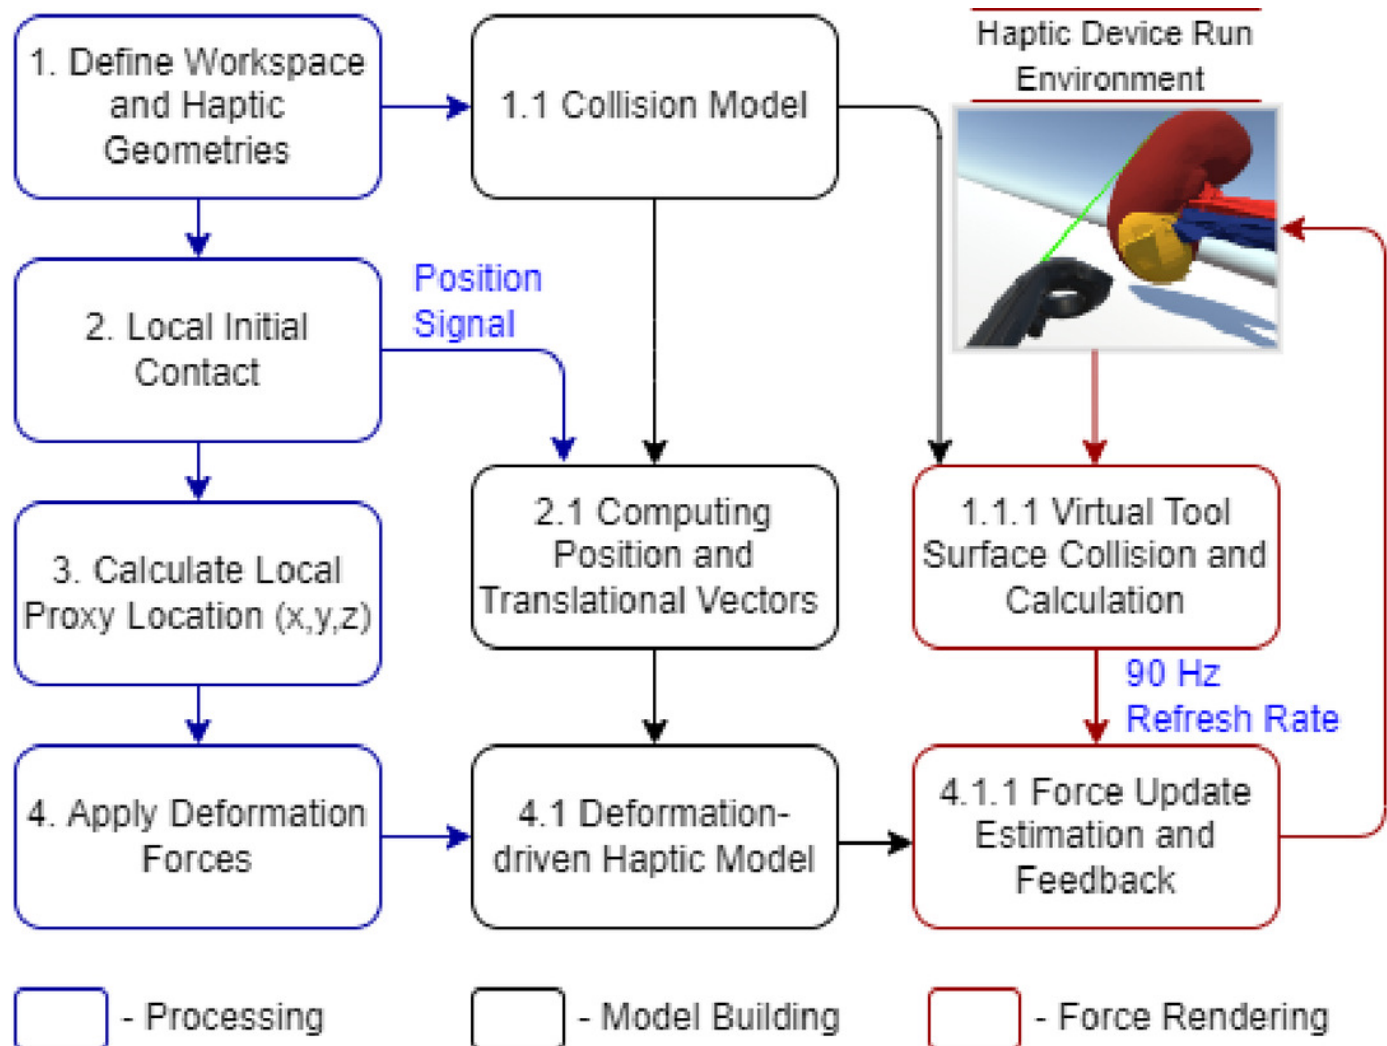 1. Define Workspace
and Haptic
Geometries
1.1 Collision Model
Haptic Device Run
Environment
2. Local Initial
Contact
Position
Signal
3. Calculate Local
Proxy Location (x,y,z)
2.1 Computing
Position and
Translational Vectors
1.1.1 Virtual Tool
Surface Collision and
Calculation
90 Hz
Refresh Rate
4. Apply Deformation
Forces
4.1 Deformation-
driven Haptic Model
4.1.1 Force Update
Estimation and
Feedback
- Processing
- Model Building
- Force Rendering